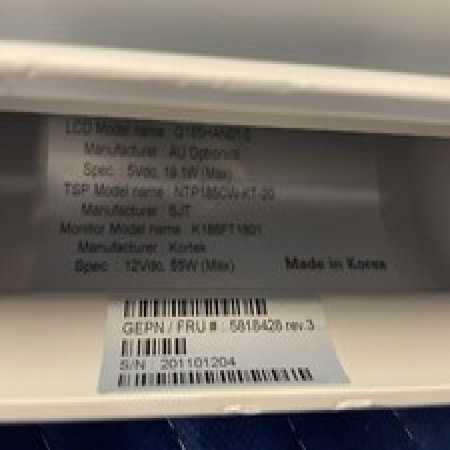 LCD Model name : G185HAN01.0
Manufacturer : AU Optronics
Spec : 5Vdc, 19.1W (Max)
TSP Model name : NTP185CW-KT-20
Manufacturer : SJT
Monitor Model name : K185FT1801
Manufacturer : Kortek
Spec : 12Vdc, 55W (Max)
Made in Korea
GEPN / FRU # : 5818428 rev.3
S/N : 201101204